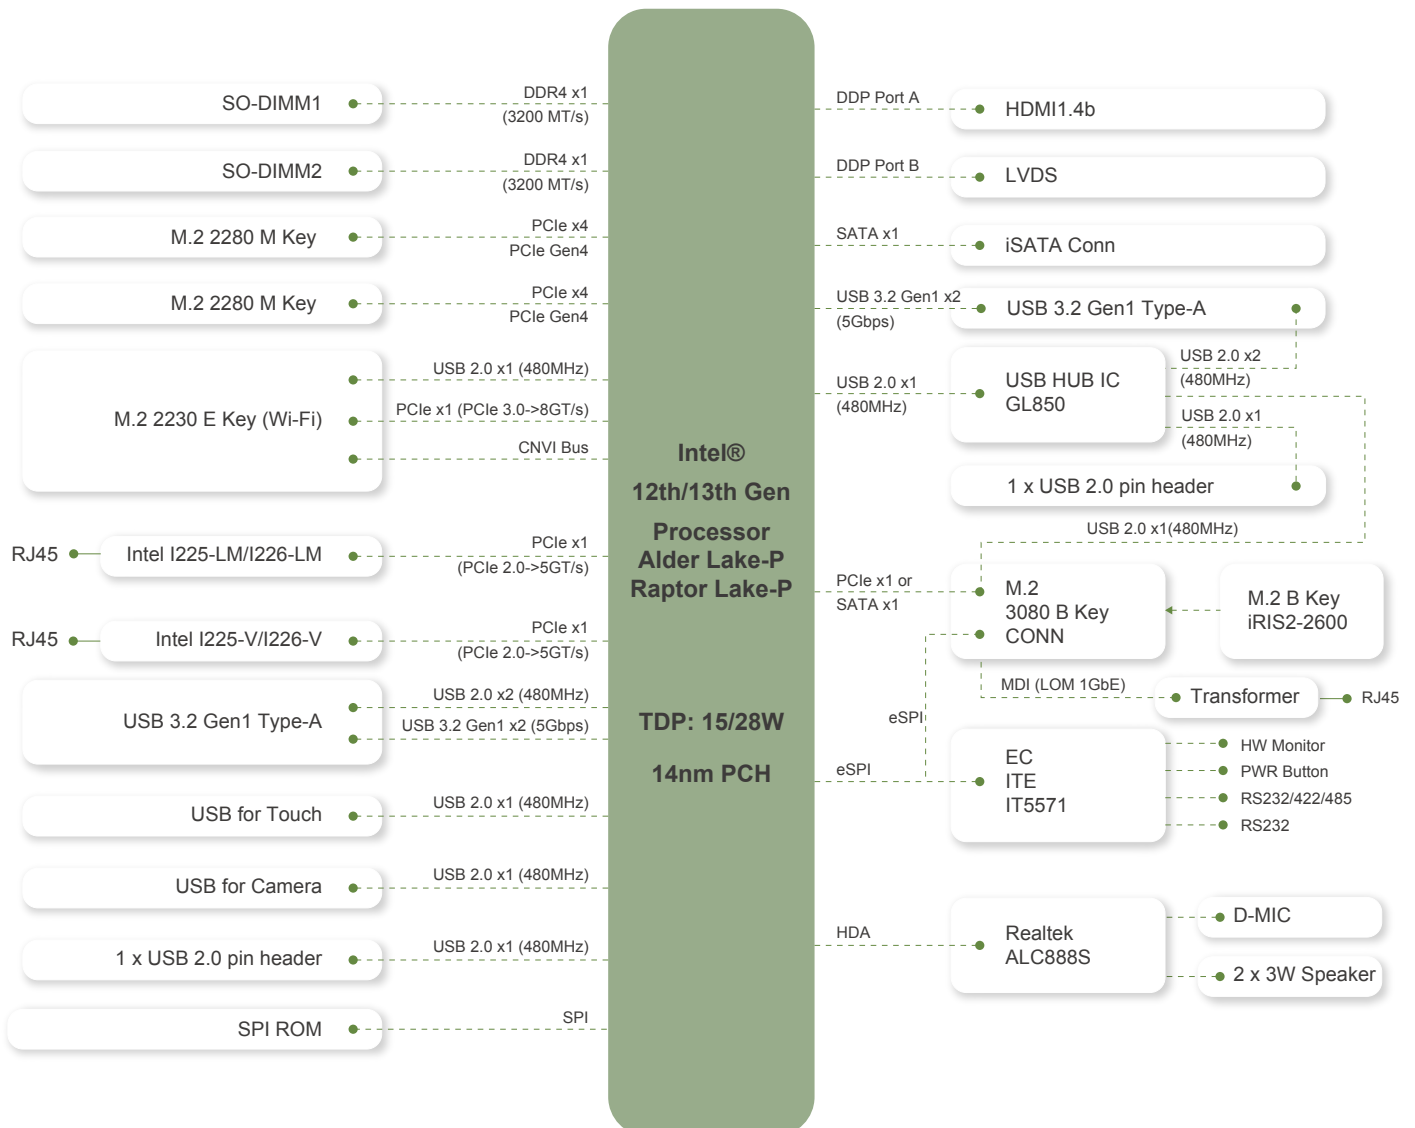 SO-DIMM1
DDR4 x1
(3200 MT/s)
SO-DIMM2
DDR4 x1
(3200 MT/s)
M.2 2280 M Key
PCIe x4
PCIe Gen4
M.2 2280 M Key
PCIe x4
PCIe Gen4
M.2 2230 E Key (Wi-Fi)
USB 2.0 x1 (480MHz)
PCIe x1 (PCIe 3.0->8GT/s)
CNVI Bus
RJ45
Intel I225-LM/I226-LM
PCIe x1
(PCIe 2.0->5GT/s)
RJ45
Intel I225-V/I226-V
PCIe x1
(PCIe 2.0->5GT/s)
USB 3.2 Gen1 Type-A
USB 2.0 x2 (480MHz)
USB 3.2 Gen1 x2 (5Gbps)
USB for Touch
USB 2.0 x1 (480MHz)
USB for Camera
USB 2.0 x1 (480MHz)
1 x USB 2.0 pin header
USB 2.0 x1 (480MHz)
SPI ROM
SPI
Intel®
12th/13th Gen
Processor
Alder Lake-P
Raptor Lake-P
TDP: 15/28W
14nm PCH
DDP Port A
HDMI1.4b
DDP Port B
LVDS
SATA x1
iSATA Conn
USB 3.2 Gen1 x2
(5Gbps)
USB 3.2 Gen1 Type-A
USB 2.0 x1
(480MHz)
USB HUB IC
GL850
USB 2.0 x2
(480MHz)
USB 2.0 x1
(480MHz)
1 x USB 2.0 pin header
USB 2.0 x1(480MHz)
PCIe x1 or
SATA x1
M.2
3080 B Key
CONN
M.2 B Key
iRIS2-2600
MDI (LOM 1GbE)
Transformer
RJ45
eSPI
eSPI
EC
ITE
IT5571
HW Monitor
PWR Button
RS232/422/485
RS232
HDA
Realtek
ALC888S
D-MIC
2 x 3W Speaker